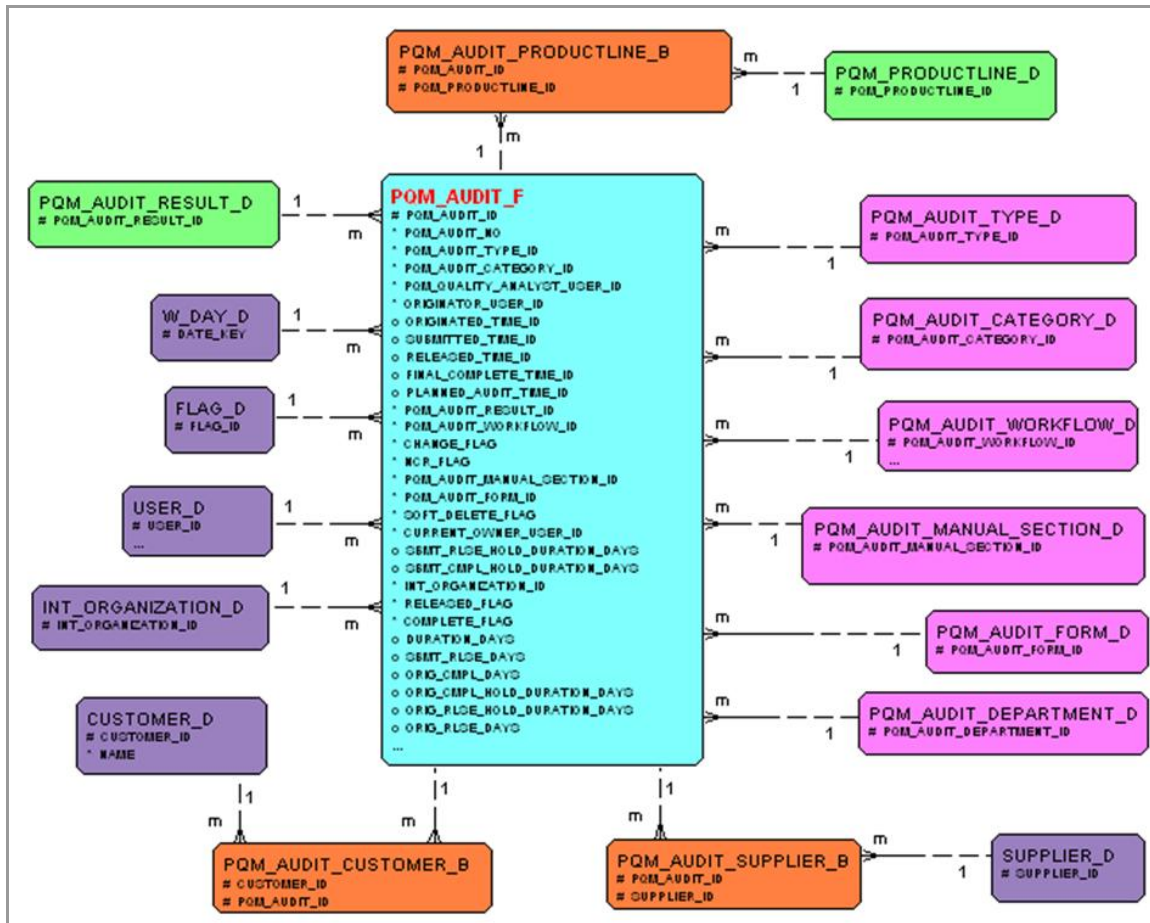 PQM_AUDIT_PRODUCTLINE_B
# PQM_AUDIT_ID
# PQM_PRODUCTLINE_ID
m
1
PQM_PRODUCTLINE_D
# PQM_PRODUCTLINE_ID
m
1
PQM_AUDIT_RESULT_D
# PQM_AUDIT_RESULT_ID
1
m
W_DAY_D
# DATE_KEY
1
m
FLAG_D
# FLAG_ID
1
m
USER_D
# USER_ID
...
1
m
INT_ORGANIZATION_D
# INT_ORGANIZATION_ID
1
m
PQM_AUDIT_F
# PQM_AUDIT_ID
* PQM_AUDIT_NO
* PQM_AUDIT_TYPE_ID
* PQM_AUDIT_CATEGORY_ID
* PQM_QUALITY_ANALYST_USER_ID
* ORIGINATOR_USER_ID
o ORIGINATED_TIME_ID
o SUBMITTED_TIME_ID
o RELEASED_TIME_ID
o FINAL_COMPLETE_TIME_ID
o PLANNED_AUDIT_TIME_ID
* PQM_AUDIT_RESULT_ID
* PQM_AUDIT_WORKFLOW_ID
* CHANGE_FLAG
* NCR_FLAG
* PQM_AUDIT_MANUAL_SECTION_ID
* PQM_AUDIT_FORM_ID
* SOFT_DELETE_FLAG
* CURRENT_OWNER_USER_ID
o SBMT_RLSE_HOLD_DURATION_DAYS
o SBMT_CMPL_HOLD_DURATION_DAYS
* INT_ORGANIZATION_ID
* RELEASED_FLAG
* COMPLETE_FLAG
o DURATION_DAYS
o SBMT_RLSE_DAYS
o ORIG_CMPL_DAYS
o ORIG_CMPL_HOLD_DURATION_DAYS
o ORIG_RLSE_HOLD_DURATION_DAYS
o ORIG_RLSE_DAYS
...
m
1
PQM_AUDIT_TYPE_D
# PQM_AUDIT_TYPE_ID
m
1
PQM_AUDIT_CATEGORY_D
# PQM_AUDIT_CATEGORY_ID
m
1
PQM_AUDIT_WORKFLOW_D
# PQM_AUDIT_WORKFLOW_ID
...
m
1
PQM_AUDIT_MANUAL_SECTION_D
# PQM_AUDIT_MANUAL_SECTION_ID
m
1
PQM_AUDIT_FORM_D
# PQM_AUDIT_FORM_ID
m
1
PQM_AUDIT_DEPARTMENT_D
# PQM_AUDIT_DEPARTMENT_ID
CUSTOMER_D
# CUSTOMER_ID
* NAME
1
m
1
m
PQM_AUDIT_CUSTOMER_B
# CUSTOMER_ID
# PQM_AUDIT_ID
1
m
PQM_AUDIT_SUPPLIER_B
# PQM_AUDIT_ID
# SUPPLIER_ID
m
1
SUPPLIER_D
# SUPPLIER_ID